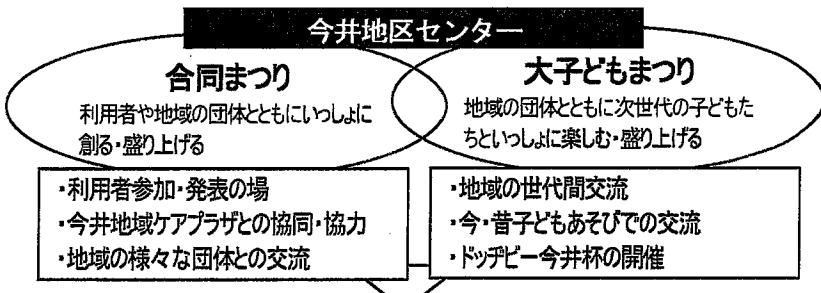 今井地区センター
合同まつり
利用者や地域の団体とともにいっしょに
創る・盛り上げる
・利用者参加・発表の場
・今井地域ケアプラザとの協同・協力
・地域の様々な団体との交流
大子どもまつり
地域の団体とともに次世代の子どもた
ちといっしょに楽しむ・盛り上げる
・地域の世代間交流
・今・昔子どもあそびでの交流
・ドッヂビー今井杯の開催